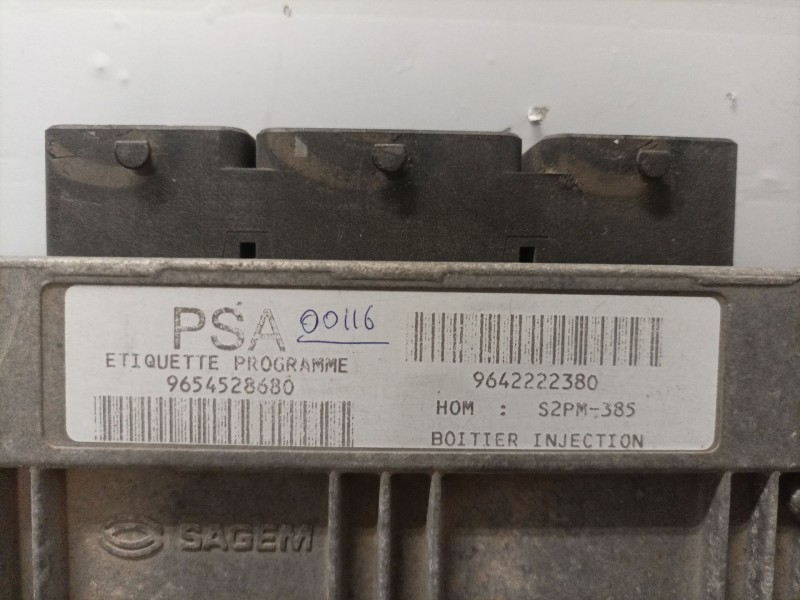 PSA 00116
ETIQUETTE PROGRAMME
9654528680
9642222380
HOM : S2PM-385
BOITIER INJECTION
SAGEM